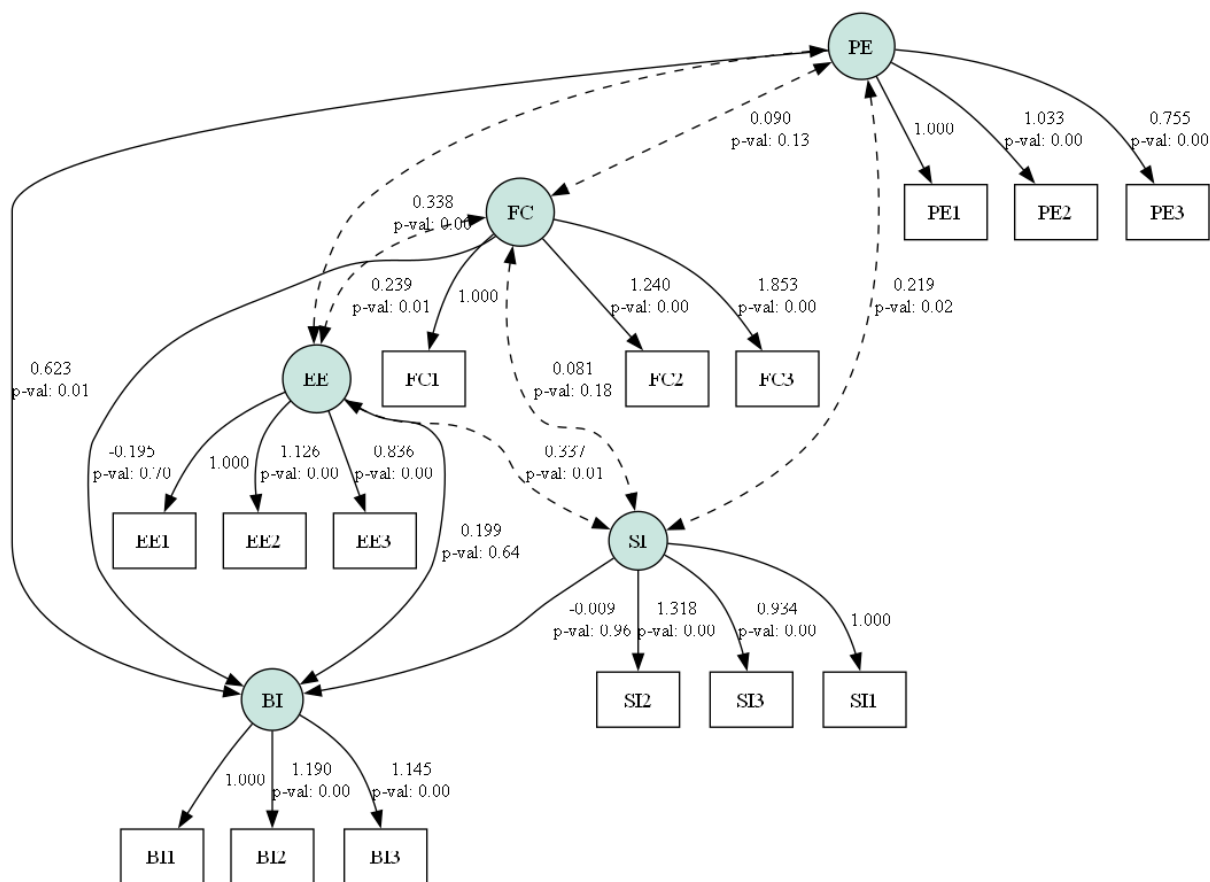 PE
0.090
p-val: 0.13
1.000
1.033
p-val: 0.00
0.755
p-val: 0.00
PE1
PE2
PE3
0.338
p-val: 0.00
FC
0.239
p-val: 0.01
1.000
1.240
p-val: 0.00
1.853
p-val: 0.00
0.219
p-val: 0.02
0.623
p-val: 0.01
EE
FC1
0.081
p-val: 0.18
FC2
FC3
-0.195
p-val: 0.70
1.000
1.126
p-val: 0.00
0.836
p-val: 0.00
0.337
p-val: 0.01
EE1
EE2
EE3
0.199
p-val: 0.64
SI
-0.009
p-val: 0.96
1.318
p-val: 0.00
0.934
p-val: 0.00
1.000
BI
SI2
SI3
SI1
1.000
1.190
p-val: 0.00
1.145
p-val: 0.00
BI1
BI2
BI3